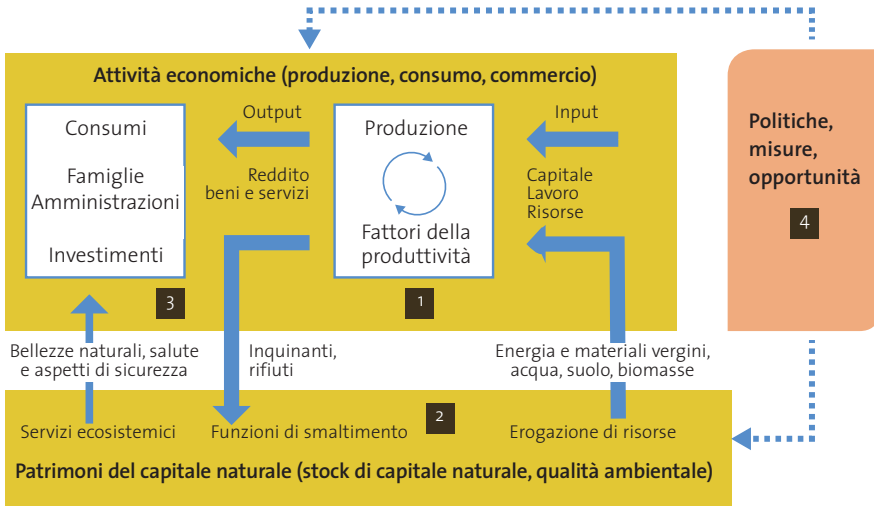 Attività economiche (produzione, consumo, commercio)
Consumi
Famiglie
Amministrazioni
Investimenti
3
Output
Reddito
beni e servizi
Produzione
Fattori della
produttività
1
Input
Capitale
Lavoro
Risorse
Politiche,
misure,
opportunità
4
Bellezze naturali, salute
e aspetti di sicurezza
Inquinanti,
rifiuti
Energia e materiali vergini,
acqua, suolo, biomasse
2
Servizi ecosistemici
Funzioni di smaltimento
Erogazione di risorse
Patrimoni del capitale naturale (stock di capitale naturale, qualità ambientale)